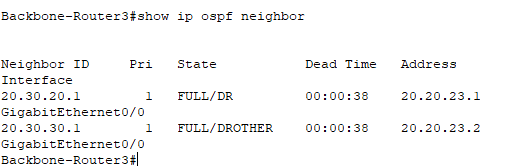 Backbone-Router3#show ip ospf neighbor
Neighbor ID     Pri   State           Dead Time   Address
Interface
20.30.20.1        1   FULL/DR         00:00:38    20.20.23.1
GigabitEthernet0/0
20.30.30.1        1   FULL/DROTHER    00:00:38    20.20.23.2
GigabitEthernet0/0
Backbone-Router3#